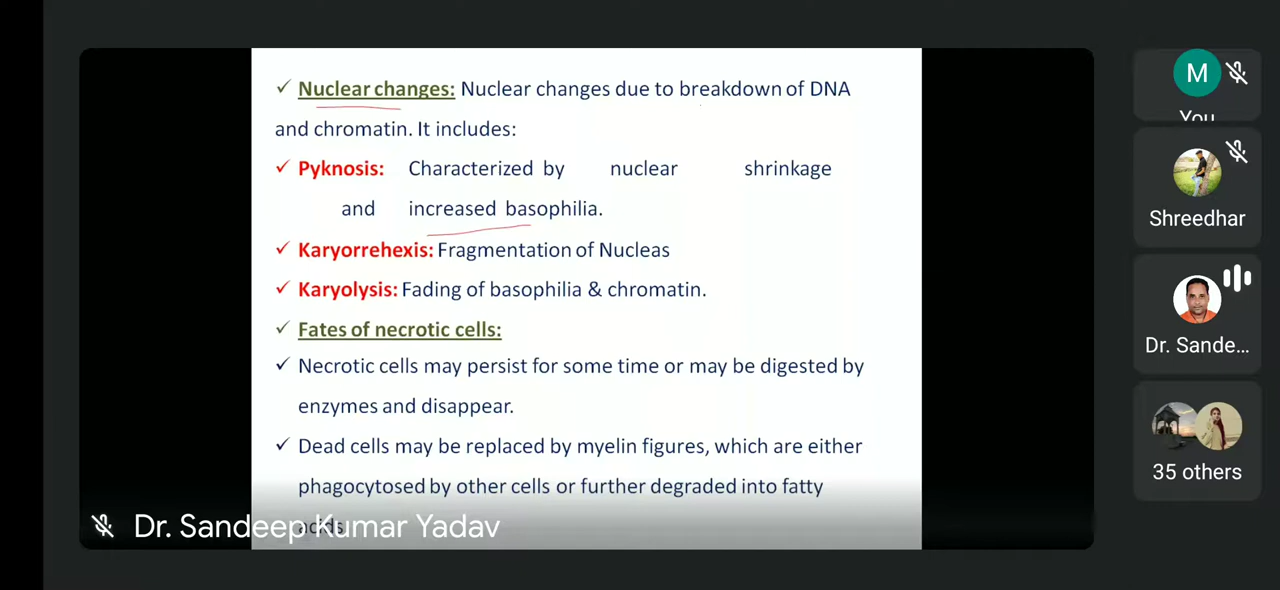 ✓ Nuclear changes: Nuclear changes due to breakdown of DNA
and chromatin. It includes:
✓ Pyknosis: Characterized by nuclear shrinkage
and increased basophilia.
✓ Karyorrehexis: Fragmentation of Nucleas
✓ Karyolysis: Fading of basophilia & chromatin.
✓ Fates of necrotic cells:
✓ Necrotic cells may persist for some time or may be digested by
enzymes and disappear.
✓ Dead cells may be replaced by myelin figures, which are either
phagocytosed by other cells or further degraded into fatty
acids
Dr. Sandeep Kumar Yadav
M
You
Shreedhar
Dr. Sande...
35 others